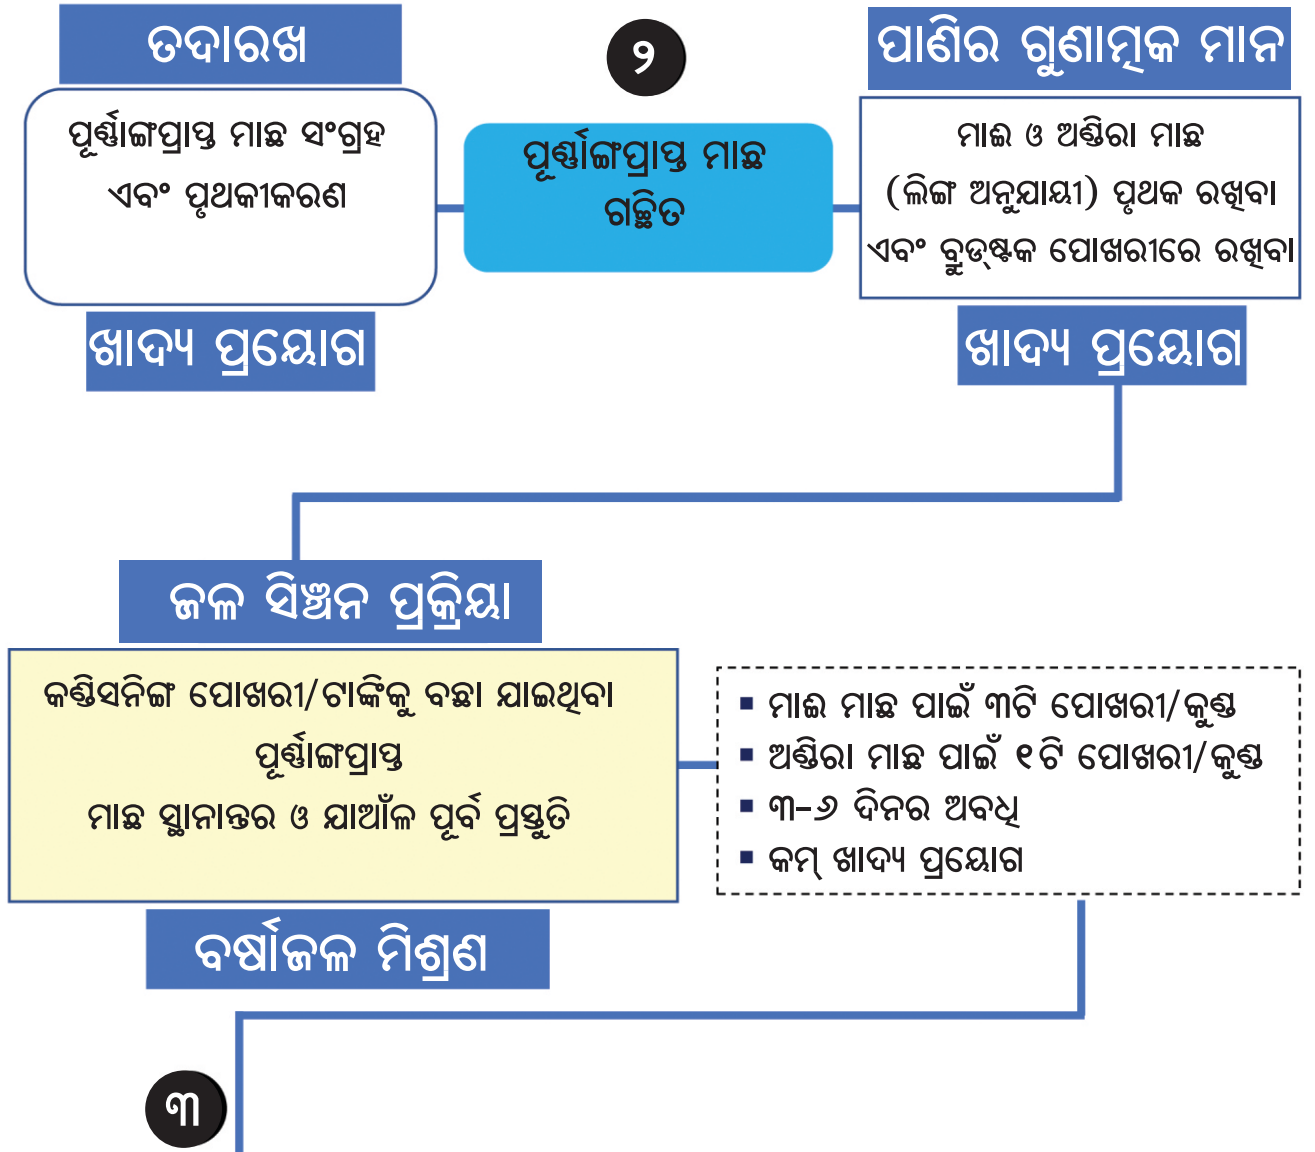 ତଦାରଖ
ପୂର୍ଣ୍ଣାଙ୍ଗପ୍ରାପ୍ତ ମାଛ ସଂଗ୍ରହ
ଏବଂ ପୃଥକୀକରଣ
ଖାଦ୍ୟ ପ୍ରୟୋଗ
୨
ପୂର୍ଣ୍ଣାଙ୍ଗପ୍ରାପ୍ତ ମାଛ
ଗଚ୍ଛିତ
ପାଣିର ଗୁଣାତ୍ମକ ମାନ
ମାଈ ଓ ଅଣ୍ଡିରା ମାଛ
(ଲିଙ୍ଗ ଅନୁଯାୟୀ) ପୃଥକ ରଖିବା
ଏବଂ ବ୍ରୁଡ୍‌ଷ୍ଟକ ପୋଖରୀରେ ରଖିବା
ଖାଦ୍ୟ ପ୍ରୟୋଗ
ଜଳ ସିଞ୍ଚନ ପ୍ରକ୍ରିୟା
କଣ୍ଡିସନିଙ୍ଗ ପୋଖରୀ/ଟାଙ୍କିକୁ ବଛା ଯାଇଥିବା
ପୂର୍ଣ୍ଣାଙ୍ଗପ୍ରାପ୍ତ
ମାଛ ସ୍ଥାନାନ୍ତର ଓ ଯାଆଁଳ ପୂର୍ବ ପ୍ରସ୍ତୁତି
ବର୍ଷାଜଳ ମିଶ୍ରଣ
▪ ମାଈ ମାଛ ପାଇଁ ୩ଟି ପୋଖରୀ/କୁଣ୍ଡ
▪ ଅଣ୍ଡିରା ମାଛ ପାଇଁ ୧ଟି ପୋଖରୀ/କୁଣ୍ଡ
▪ ୩-୬ ଦିନର ଅବଧି
▪ କମ୍ ଖାଦ୍ୟ ପ୍ରୟୋଗ
୩